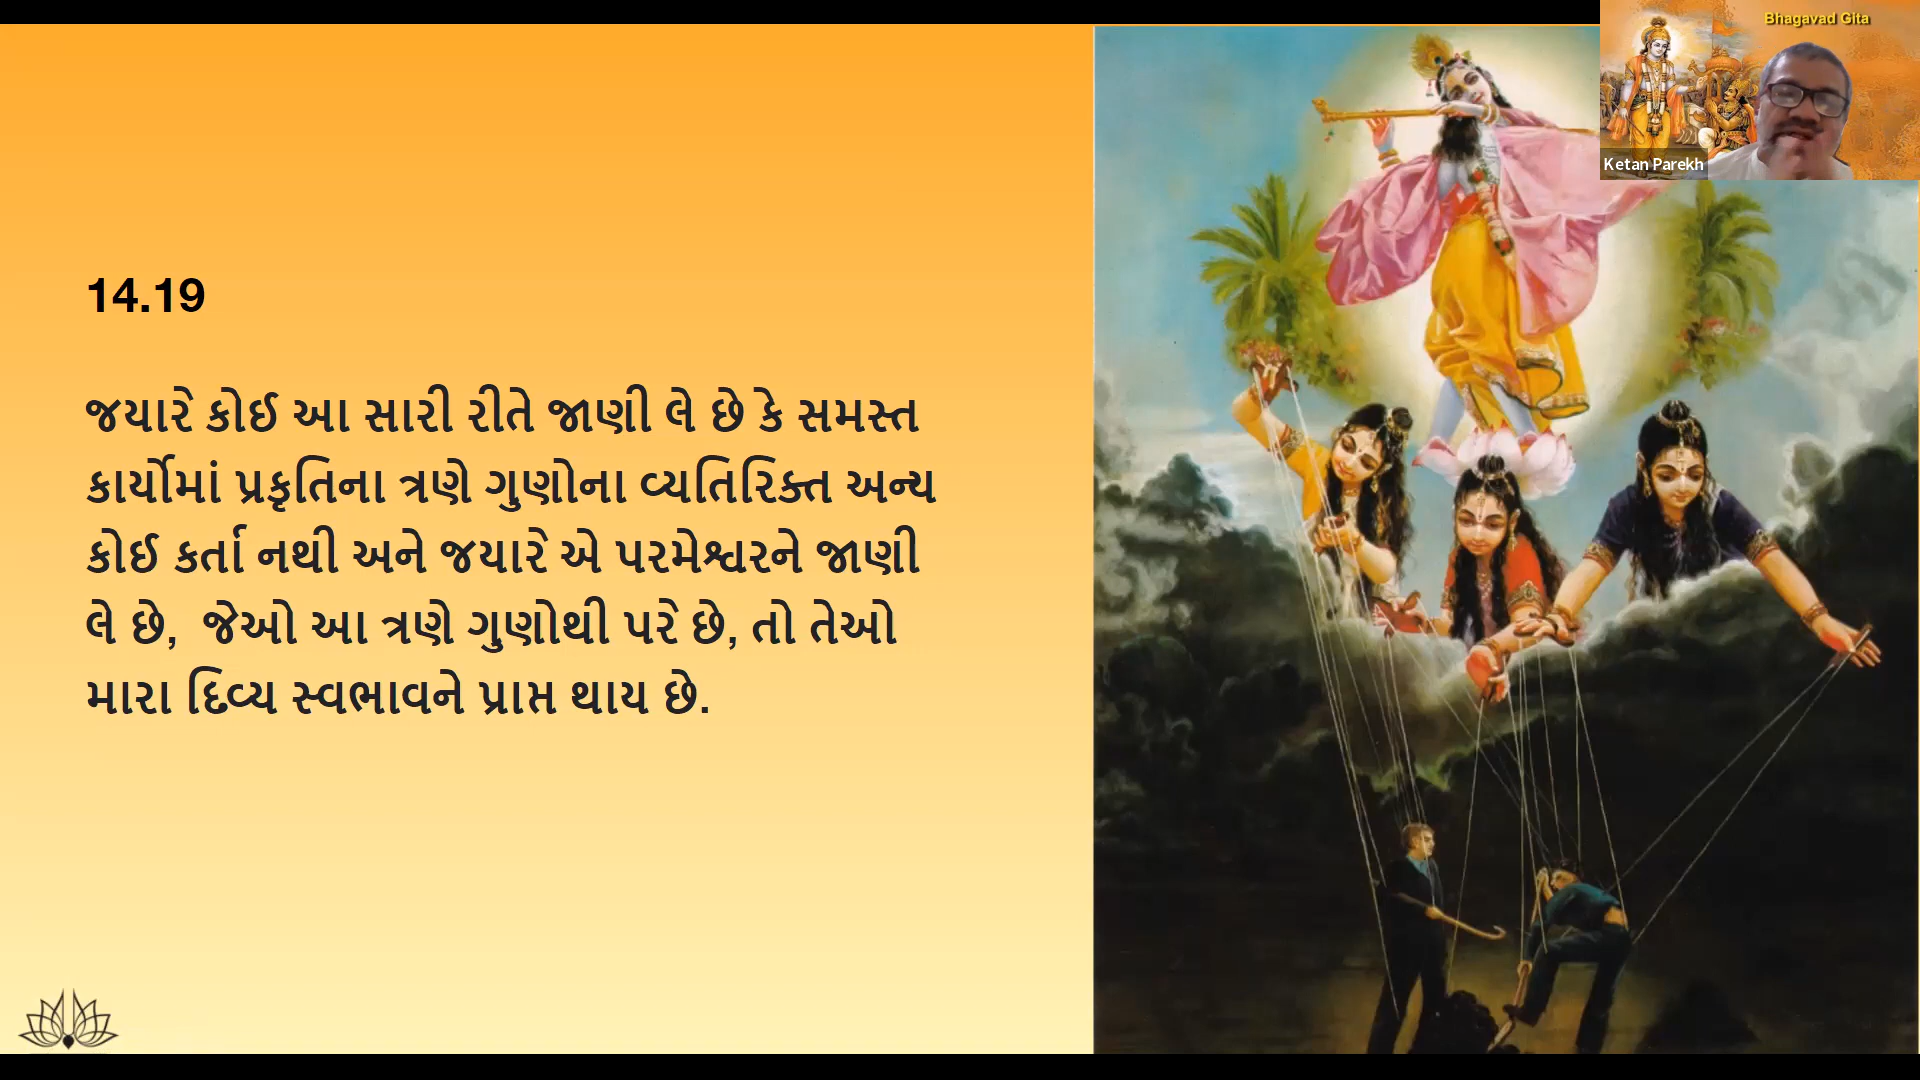 Bhagavad Gita
Ketan Parekh
14.19
જયારે કોઈ આ સારી રીતે જાણી લે છે કે સમસ્ત
કાર્યોમાં પ્રકૃતિના ત્રણે ગુણોના વ્યતિરિક્ત અન્ય
કોઈ કર્તા નથી અને જયારે એ પરમેશ્વરને જાણી
લે છે, જેઓ આ ત્રણે ગુણોથી પરે છે, તો તેઓ
મારા દિવ્ય સ્વભાવને પ્રાપ્ત થાય છે.